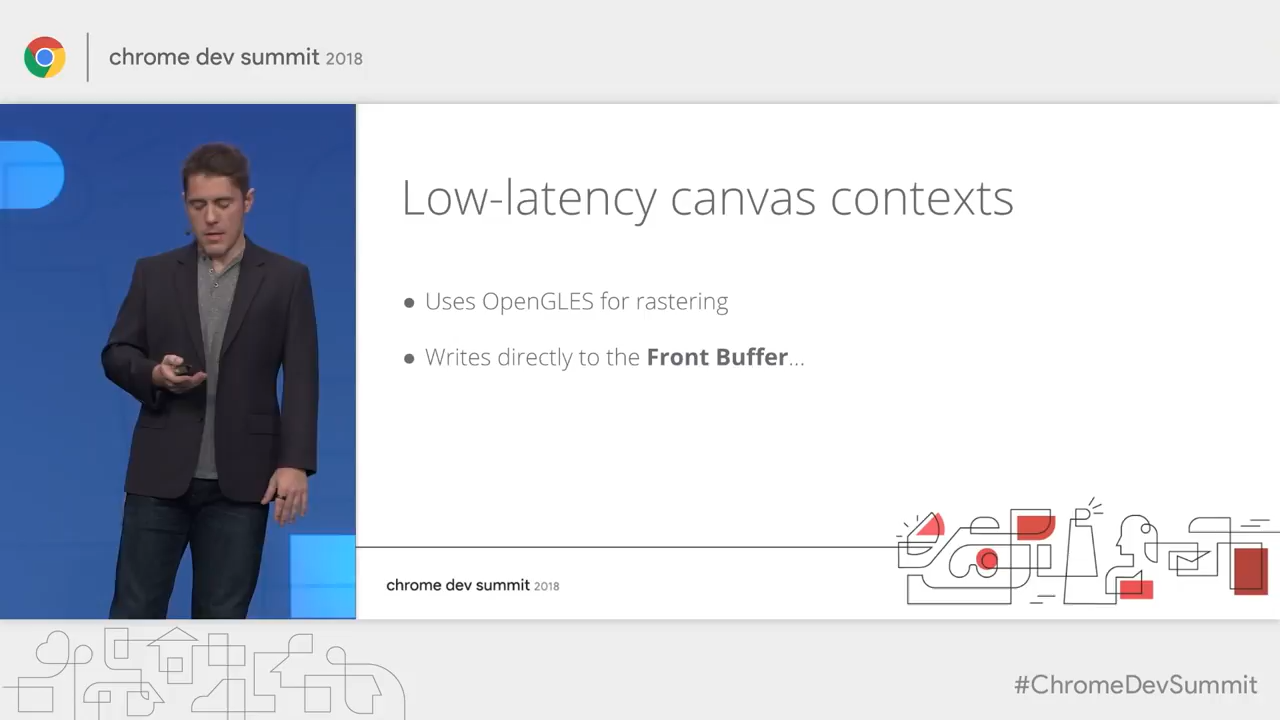 chrome dev summit 2018
Low-latency canvas contexts
● Uses OpenGLES for rastering
● Writes directly to the Front Buffer...
chrome dev summit 2018
#ChromeDevSummit